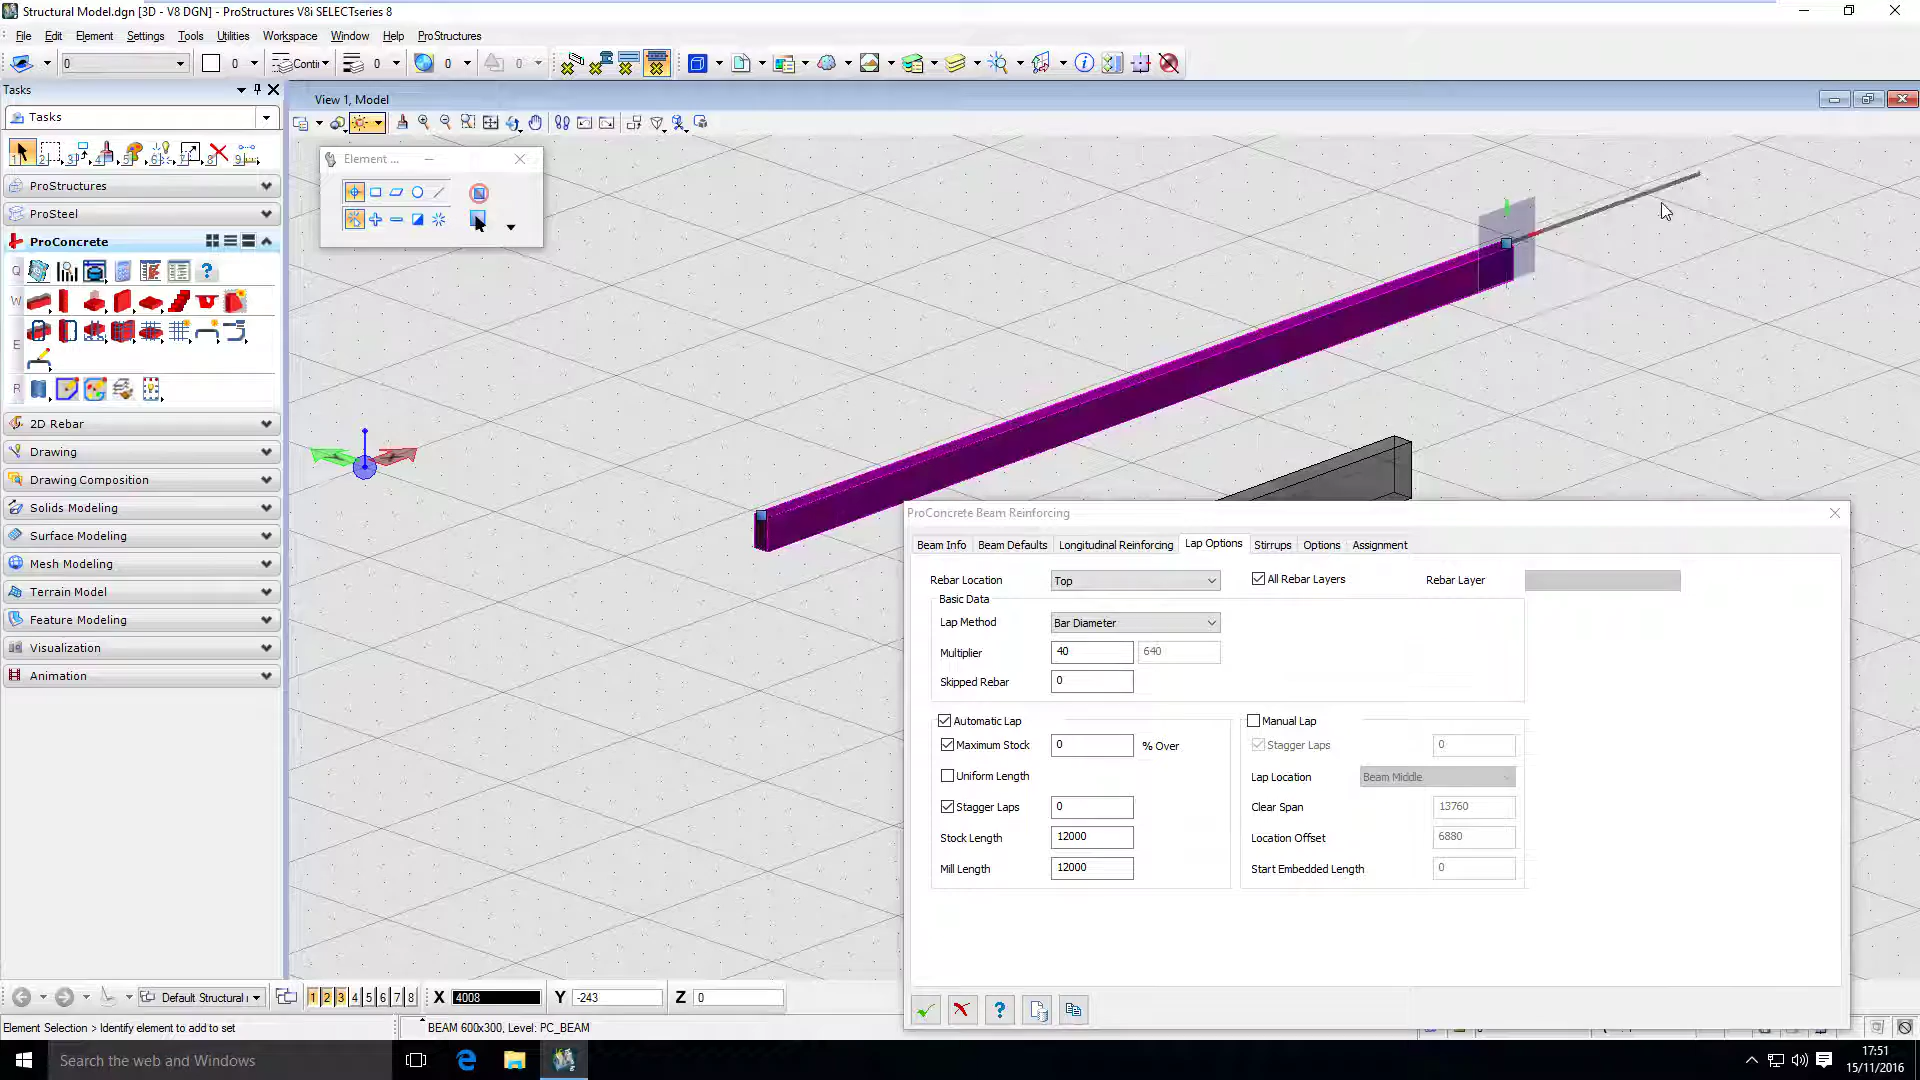 Structural Model.dgn [3D - V8 DGN] - ProStructures V8i SELECTseries 8
File Edit Element Settings Tools Utilities Workspace Window Help ProStructures
0 0 Conti 0 0 0
Tasks
View 1, Model
Tasks
Element ...
ProStructures
ProSteel
ProConcrete
Q
W
E
R
2D Rebar
Drawing
Drawing Composition
Solids Modeling
Surface Modeling
Mesh Modeling
Terrain Model
Feature Modeling
Visualization
Animation
ProConcrete Beam Reinforcing
Beam Info Beam Defaults Longitudinal Reinforcing Lap Options Stirrups Options Assignment
Rebar Location Top All Rebar Layers Rebar Layer
Basic Data
Lap Method Bar Diameter
Multiplier 40 640
Skipped Rebar 0
Automatic Lap Manual Lap
Maximum Stock 0 % Over Stagger Laps 0
Uniform Length Lap Location Beam Middle
Stagger Laps 0 Clear Span 13760
Stock Length 12000 Location Offset 6880
Mill Length 12000 Start Embedded Length 0
Default Structural 1 2 3 4 5 6 7 8 X 4008 Y -243 Z 0
Element Selection > Identify element to add to set BEAM 600x300, Level: PC_BEAM
Search the web and Windows
17:51
15/11/2016